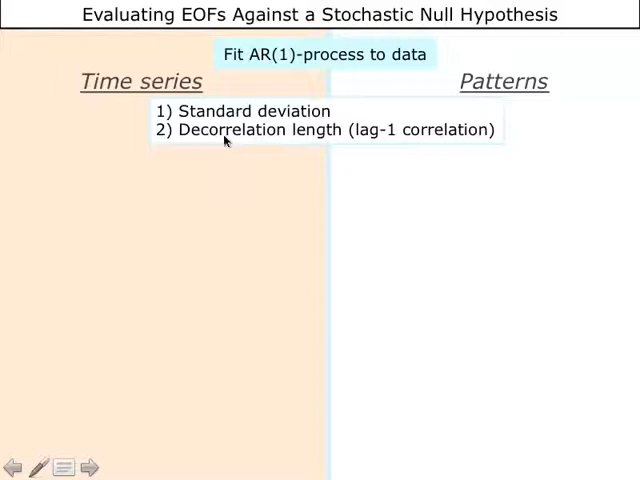 Evaluating EOFs Against a Stochastic Null Hypothesis
Fit AR(1)-process to data
Time series
Patterns
1) Standard deviation
2) Decorrelation length (lag-1 correlation)